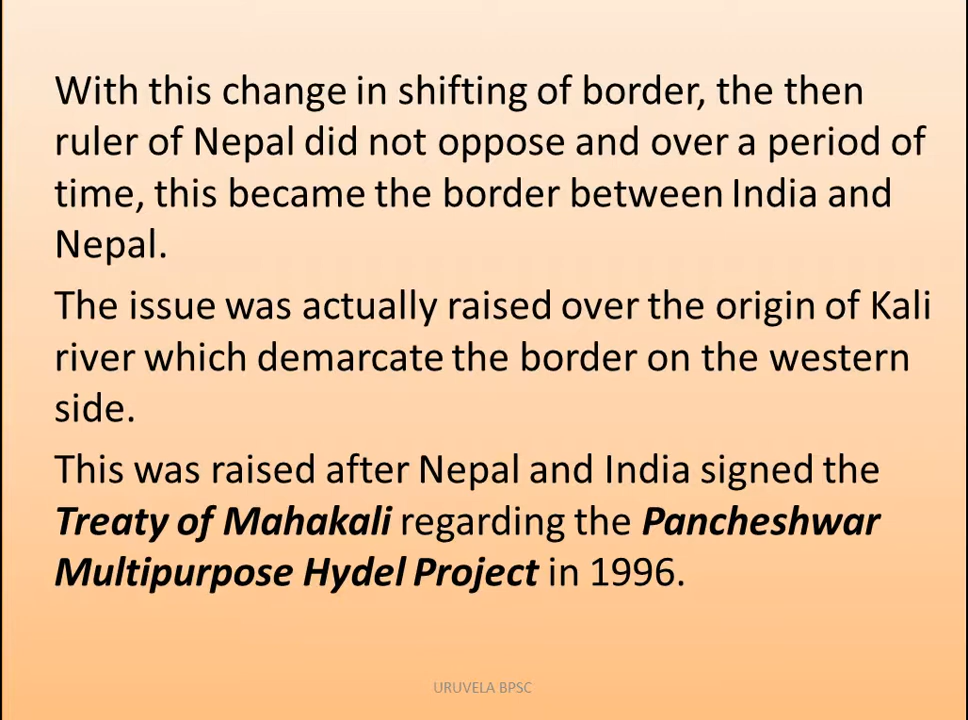 With this change in shifting of border, the then
ruler of Nepal did not oppose and over a period of
time, this became the border between India and
Nepal.
The issue was actually raised over the origin of Kali
river which demarcate the border on the western
side.
This was raised after Nepal and India signed the
Treaty of Mahakali regarding the Pancheshwar
Multipurpose Hydel Project in 1996.
URUVELA BPSC